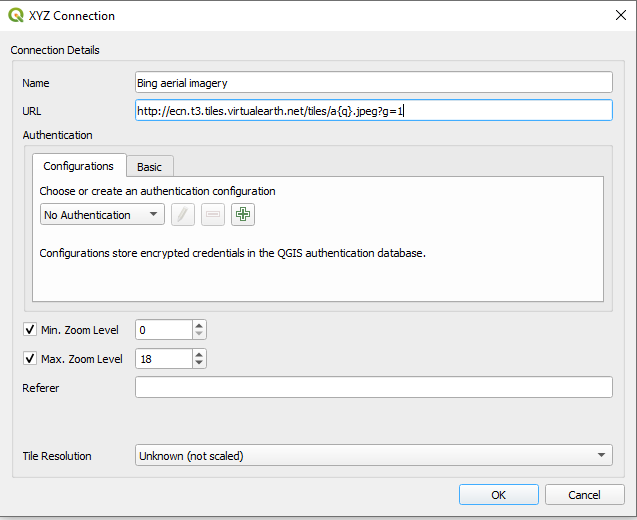 XYZ Connection
Connection Details
Name Bing aerial imagery
URL http://ecn.t3.tiles.virtualearth.net/tiles/a{q}.jpeg?g=1
Authentication
Configurations Basic
Choose or create an authentication configuration
No Authentication
Configurations store encrypted credentials in the QGIS authentication database.
Min. Zoom Level 0
Max. Zoom Level 18
Referer
Tile Resolution Unknown (not scaled)
OK Cancel